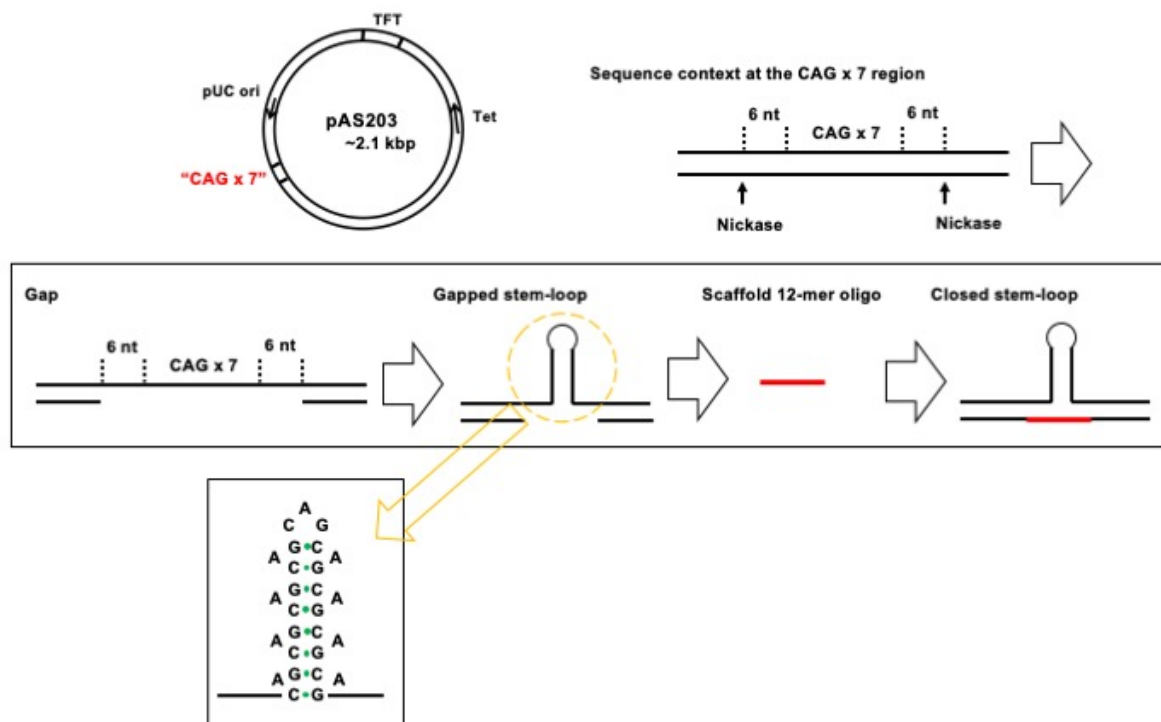 TFT
pUC ori
pAS203
~2.1 kbp
Tet
"CAG x 7"
Sequence context at the CAG x 7 region
6 nt
6 nt
CAG x 7
Nickase
Nickase
Gap
6 nt
6 nt
CAG x 7
Gapped stem-loop
Scaffold 12-mer oligo
Closed stem-loop
A
C G
G•C
A A
C•G
G•C
A A
C•G
G•C
A A
C•G
G•C
A A
C•G